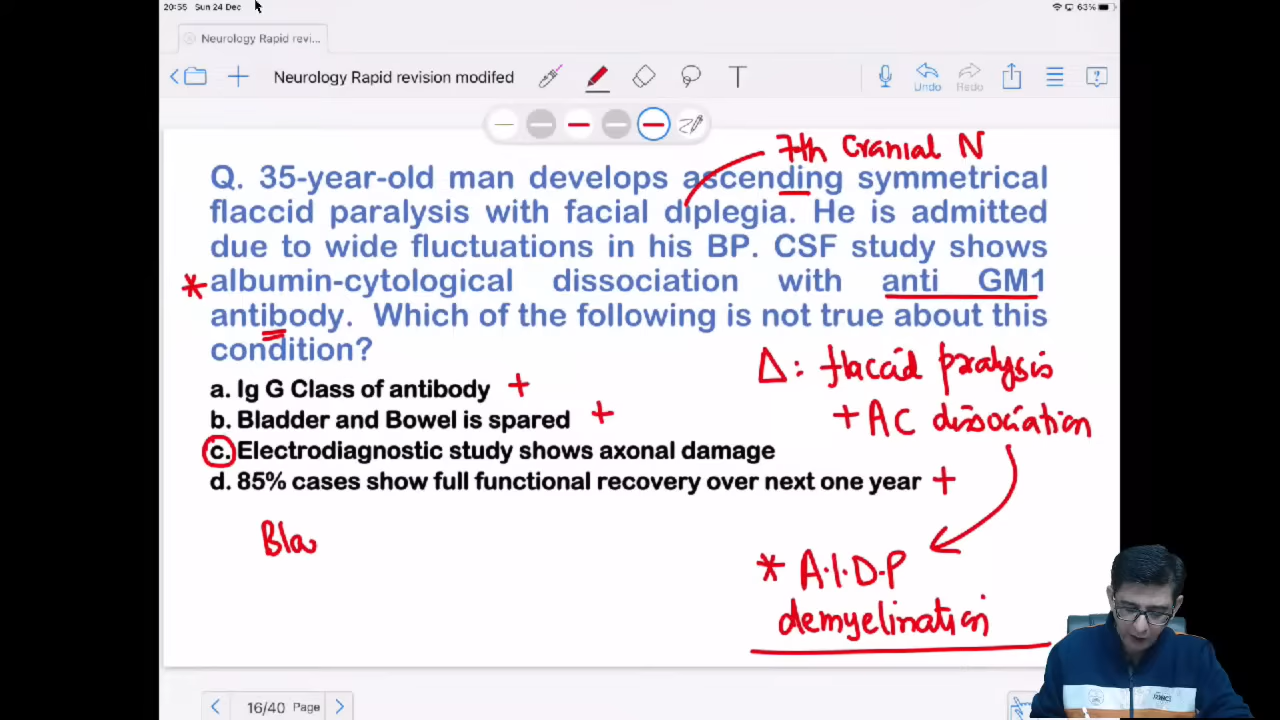 20:55 Sun 24 Dec
63%
Neurology Rapid revi...
Neurology Rapid revision modifed
T
Undo
Redo
7th Cranial N
Q. 35-year-old man develops ascending symmetrical
flaccid paralysis with facial diplegia. He is admitted
due to wide fluctuations in his BP. CSF study shows
*albumin-cytological dissociation with anti GM1
antibody. Which of the following is not true about this
condition?
Δ: flaccid paralysis
+ AC dissociation
a. Ig G Class of antibody +
b. Bladder and Bowel is spared +
c. Electrodiagnostic study shows axonal damage
d. 85% cases show full functional recovery over next one year +
Bla
* A.I.D.P
demyelination
16/40 Page